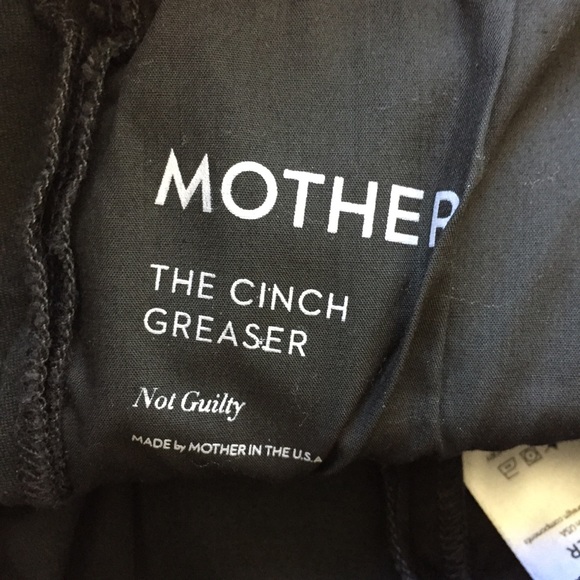 MOTHER
THE CINCH
GREASER
Not Guilty
MADE by MOTHER IN THE U.S.A